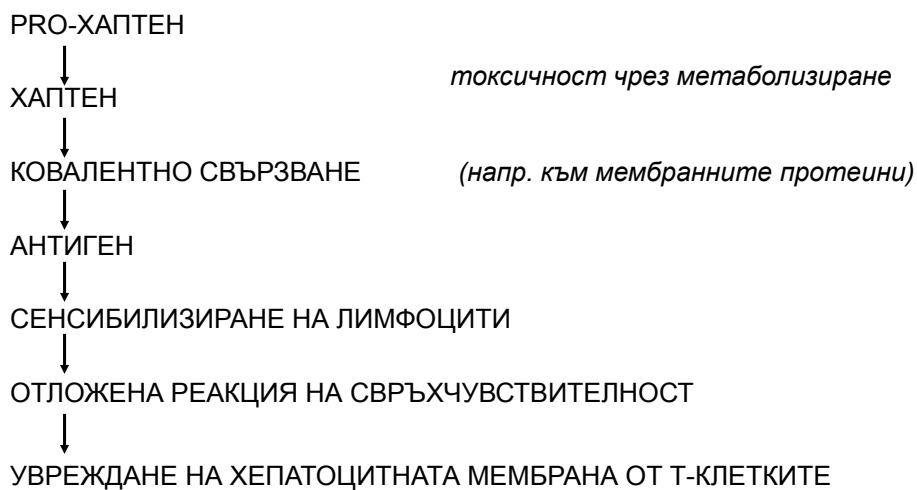 PRO-ХАПТЕН
токсичност чрез метаболизиране
ХАПТЕН
КОВАЛЕНТНО СВЪРЗВАНЕ (напр. към мембранните протеини)
АНТИГЕН
СЕНСИБИЛИЗИРАНЕ НА ЛИМФОЦИТИ
ОТЛОЖЕНА РЕАКЦИЯ НА СВРЪХЧУВСТВИТЕЛНОСТ
УВРЕЖДАНЕ НА ХЕПАТОЦИТНАТА МЕМБРАНА ОТ Т-КЛЕТКИТЕ